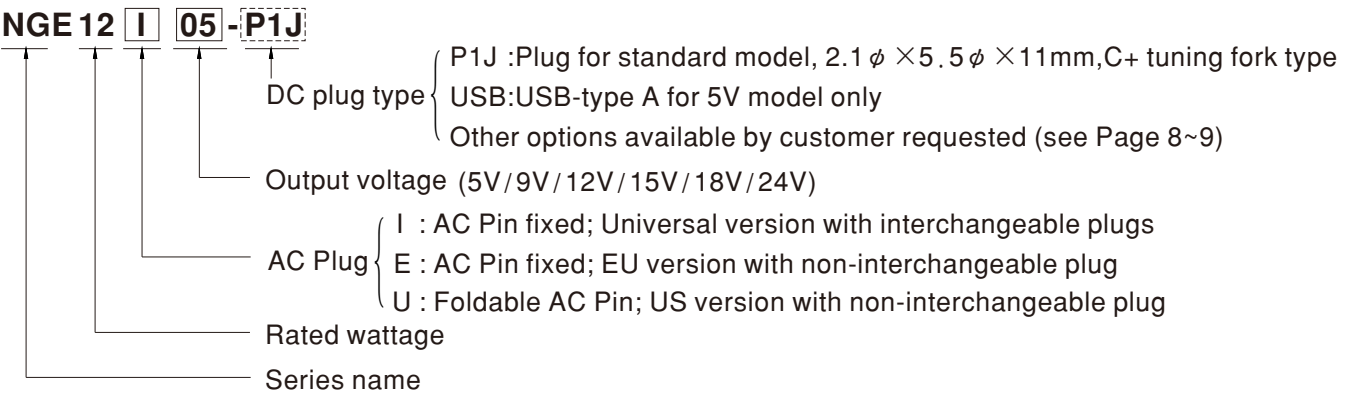 NGE 12 I 05 - P1J
P1J :Plug for standard model, 2.1 φ ×5.5 φ ×11mm,C+ tuning fork type
DC plug type
USB:USB-type A for 5V model only
Other options available by customer requested (see Page 8~9)
Output voltage (5V/9V/12V/15V/18V/24V)
I : AC Pin fixed; Universal version with interchangeable plugs
AC Plug
E : AC Pin fixed; EU version with non-interchangeable plug
U : Foldable AC Pin; US version with non-interchangeable plug
Rated wattage
Series name